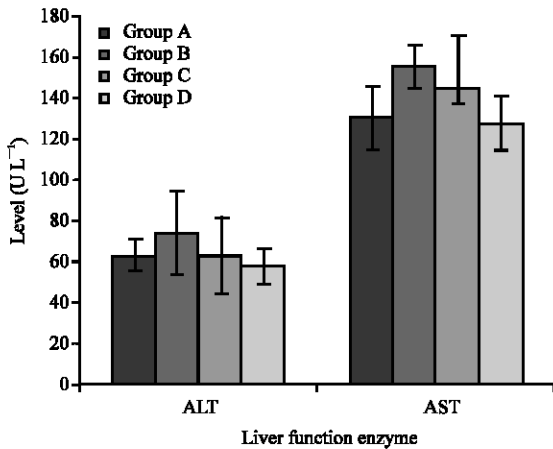 180
160
140
120
100
80
60
40
20
0
Level (U L⁻¹)
Group A
Group B
Group C
Group D
ALT
AST
Liver function enzyme